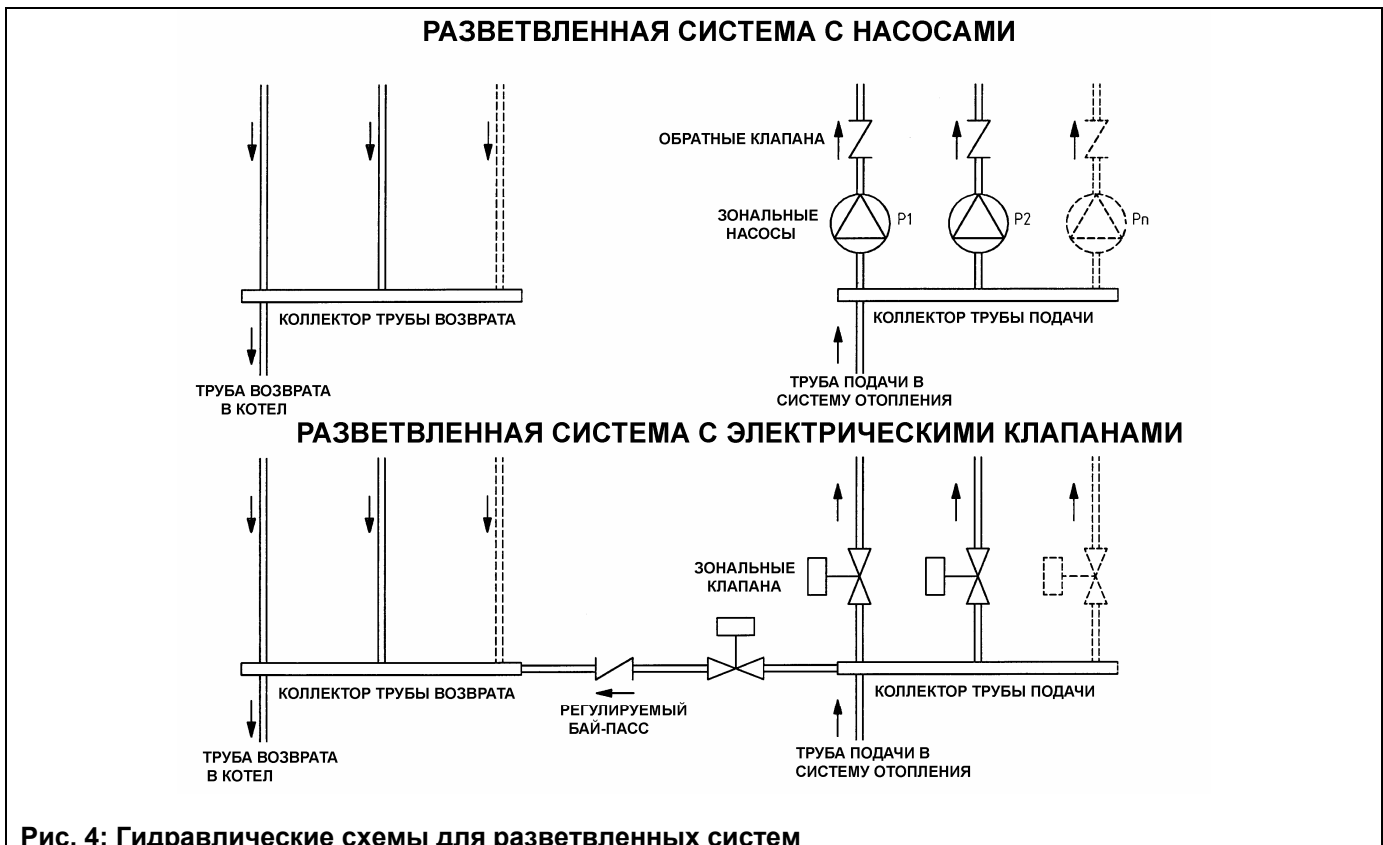 РАЗВЕТВЛЕННАЯ СИСТЕМА С НАСОСАМИ
ОБРАТНЫЕ КЛАПАНА
ЗОНАЛЬНЫЕ
НАСОСЫ
P1
P2
Pn
КОЛЛЕКТОР ТРУБЫ ВОЗВРАТА
КОЛЛЕКТОР ТРУБЫ ПОДАЧИ
ТРУБА ВОЗВРАТА
В КОТЕЛ
ТРУБА ПОДАЧИ В
СИСТЕМУ ОТОПЛЕНИЯ
РАЗВЕТВЛЕННАЯ СИСТЕМА С ЭЛЕКТРИЧЕСКИМИ КЛАПАНАМИ
ЗОНАЛЬНЫЕ
КЛАПАНА
КОЛЛЕКТОР ТРУБЫ ВОЗВРАТА
КОЛЛЕКТОР ТРУБЫ ПОДАЧИ
РЕГУЛИРУЕМЫЙ
БАЙ-ПАСС
ТРУБА ВОЗВРАТА
В КОТЕЛ
ТРУБА ПОДАЧИ В
СИСТЕМУ ОТОПЛЕНИЯ
Рис. 4: Гидравлические схемы для разветвленных систем